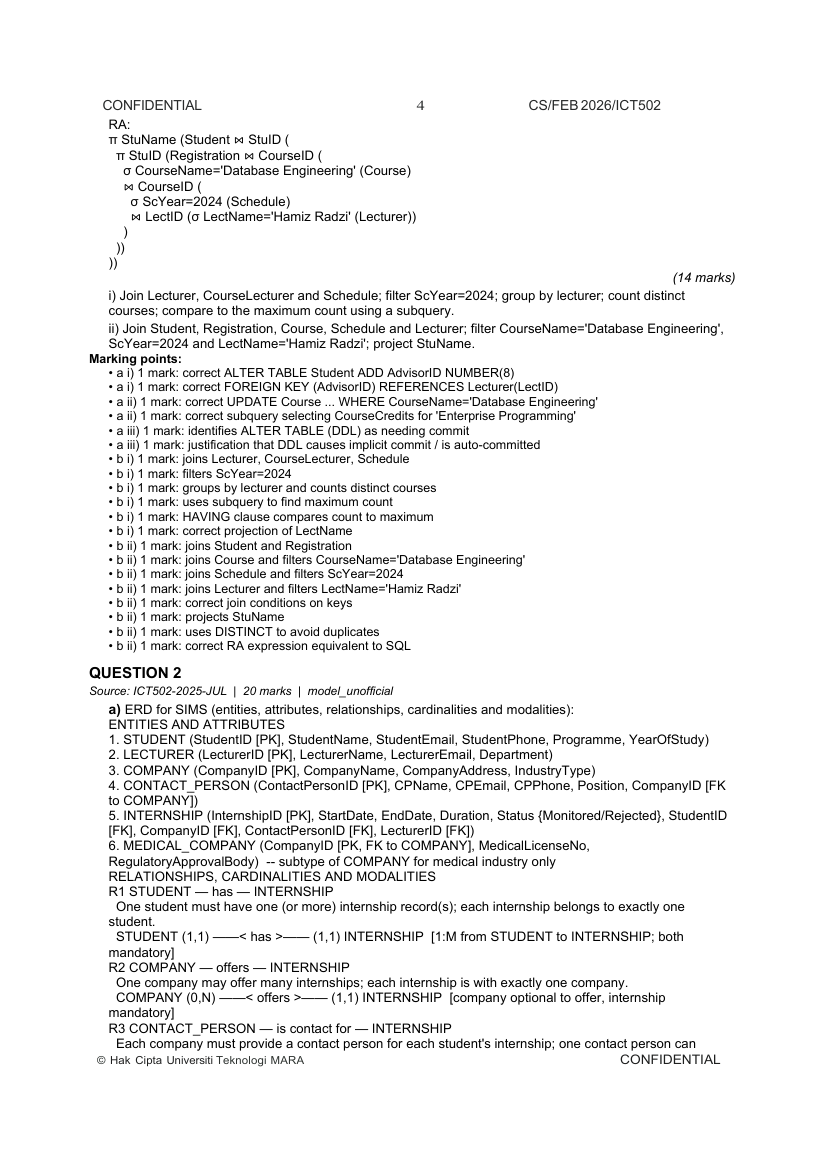 CONFIDENTIAL 4 CS/FEB 2026/ICT502
RA:
π StuName (Student ⋈ StuID (
π StuID (Registration ⋈ CourseID (
σ CourseName='Database Engineering' (Course)
⋈ CourseID (
σ ScYear=2024 (Schedule)
⋈ LectID (σ LectName='Hamiz Radzi' (Lecturer))
)
))
))
(14 marks)
i) Join Lecturer, CourseLecturer and Schedule; filter ScYear=2024; group by lecturer; count distinct
courses; compare to the maximum count using a subquery.
ii) Join Student, Registration, Course, Schedule and Lecturer; filter CourseName='Database Engineering',
ScYear=2024 and LectName='Hamiz Radzi'; project StuName.
Marking points:
• a i) 1 mark: correct ALTER TABLE Student ADD AdvisorID NUMBER(8)
• a i) 1 mark: correct FOREIGN KEY (AdvisorID) REFERENCES Lecturer(LectID)
• a ii) 1 mark: correct UPDATE Course ... WHERE CourseName='Database Engineering'
• a ii) 1 mark: correct subquery selecting CourseCredits for 'Enterprise Programming'
• a iii) 1 mark: identifies ALTER TABLE (DDL) as needing commit
• a iii) 1 mark: justification that DDL causes implicit commit / is auto-committed
• b i) 1 mark: joins Lecturer, CourseLecturer, Schedule
• b i) 1 mark: filters ScYear=2024
• b i) 1 mark: groups by lecturer and counts distinct courses
• b i) 1 mark: uses subquery to find maximum count
• b i) 1 mark: HAVING clause compares count to maximum
• b i) 1 mark: correct projection of LectName
• b ii) 1 mark: joins Student and Registration
• b ii) 1 mark: joins Course and filters CourseName='Database Engineering'
• b ii) 1 mark: joins Schedule and filters ScYear=2024
• b ii) 1 mark: joins Lecturer and filters LectName='Hamiz Radzi'
• b ii) 1 mark: correct join conditions on keys
• b ii) 1 mark: projects StuName
• b ii) 1 mark: uses DISTINCT to avoid duplicates
• b ii) 1 mark: correct RA expression equivalent to SQL
QUESTION 2
Source: ICT502-2025-JUL | 20 marks | model_unofficial
a) ERD for SIMS (entities, attributes, relationships, cardinalities and modalities):
ENTITIES AND ATTRIBUTES
1. STUDENT (StudentID [PK], StudentName, StudentEmail, StudentPhone, Programme, YearOfStudy)
2. LECTURER (LecturerID [PK], LecturerName, LecturerEmail, Department)
3. COMPANY (CompanyID [PK], CompanyName, CompanyAddress, IndustryType)
4. CONTACT_PERSON (ContactPersonID [PK], CPName, CPEmail, CPPhone, Position, CompanyID [FK
to COMPANY])
5. INTERNSHIP (InternshipID [PK], StartDate, EndDate, Duration, Status {Monitored/Rejected}, StudentID
[FK], CompanyID [FK], ContactPersonID [FK], LecturerID [FK])
6. MEDICAL_COMPANY (CompanyID [PK, FK to COMPANY], MedicalLicenseNo,
RegulatoryApprovalBody) -- subtype of COMPANY for medical industry only
RELATIONSHIPS, CARDINALITIES AND MODALITIES
R1 STUDENT — has — INTERNSHIP
One student must have one (or more) internship record(s); each internship belongs to exactly one
student.
STUDENT (1,1) ——< has >—— (1,1) INTERNSHIP [1:M from STUDENT to INTERNSHIP; both
mandatory]
R2 COMPANY — offers — INTERNSHIP
One company may offer many internships; each internship is with exactly one company.
COMPANY (0,N) ——< offers >—— (1,1) INTERNSHIP [company optional to offer, internship
mandatory]
R3 CONTACT_PERSON — is contact for — INTERNSHIP
Each company must provide a contact person for each student's internship; one contact person can
© Hak Cipta Universiti Teknologi MARA CONFIDENTIAL